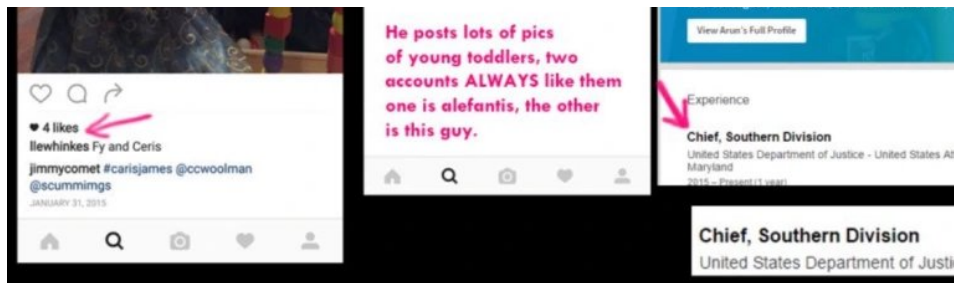 4 likes
llewhinkes Fy and Ceris
jimmycomet #carisjames @ccwoolman
@scummimgs
JANUARY 31, 2015
He posts lots of pics
of young toddlers, two
accounts ALWAYS like them
one is alefantis, the other
is this guy.
View Arun's Full Profile
Experience
Chief, Southern Division
United States Department of Justice - United States At
Maryland
2015 – Present (1 year)
Chief, Southern Division
United States Department of Justi